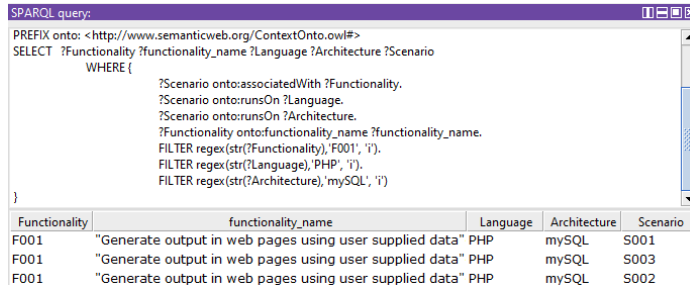 SPARQL query:
PREFIX onto: <http://www.semanticweb.org/ContextOnto.owl#>
SELECT ?Functionality ?functionality_name ?Language ?Architecture ?Scenario
WHERE {
?Scenario onto:associatedWith ?Functionality.
?Scenario onto:runsOn ?Language.
?Scenario onto:runsOn ?Architecture.
?Functionality onto:functionality_name ?functionality_name.
FILTER regex(str(?Functionality),'F001', 'i').
FILTER regex(str(?Language),'PHP', 'i').
FILTER regex(str(?Architecture),'mySQL', 'i')
}
Functionality functionality_name Language Architecture Scenario
F001 "Generate output in web pages using user supplied data" PHP mySQL S001
F001 "Generate output in web pages using user supplied data" PHP mySQL S003
F001 "Generate output in web pages using user supplied data" PHP mySQL S002